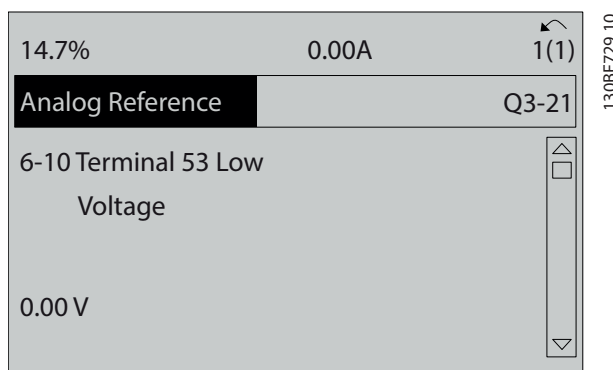 14.7% 0.00A 1(1)
Analog Reference Q3-21
6-10 Terminal 53 Low
Voltage
0.00 V
130BF729.10